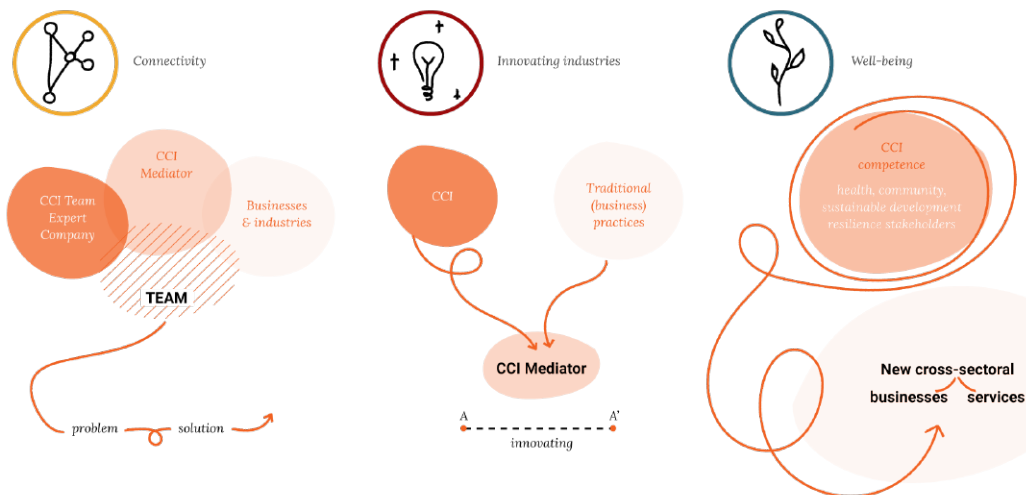 Connectivity
CCI
Mediator
CCI Team
Expert
Company
Businesses
& industries
TEAM
problem
solution
Innovating industries
CCI
Traditional
(business)
practices
CCI Mediator
A
A'
innovating
Well-being
CCI
competence
health, community,
sustainable development
resilience stakeholders
New cross-sectoral
businesses
services